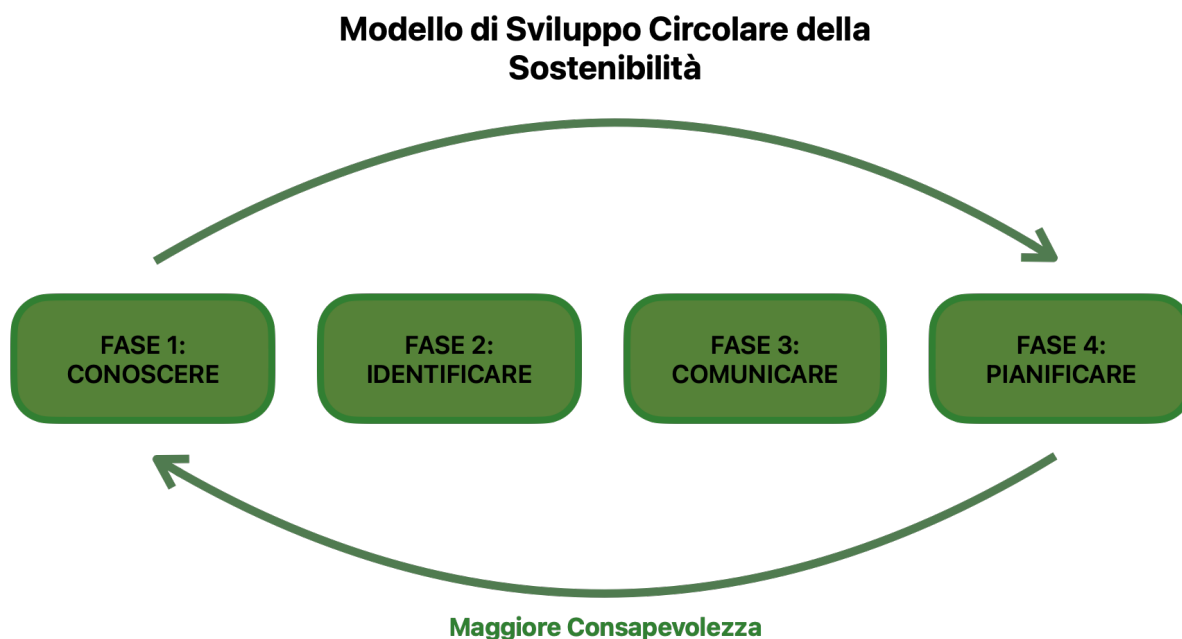 Modello di Sviluppo Circolare della
Sostenibilità
FASE 1:
CONOSCERE
FASE 2:
IDENTIFICARE
FASE 3:
COMUNICARE
FASE 4:
PIANIFICARE
Maggiore Consapevolezza